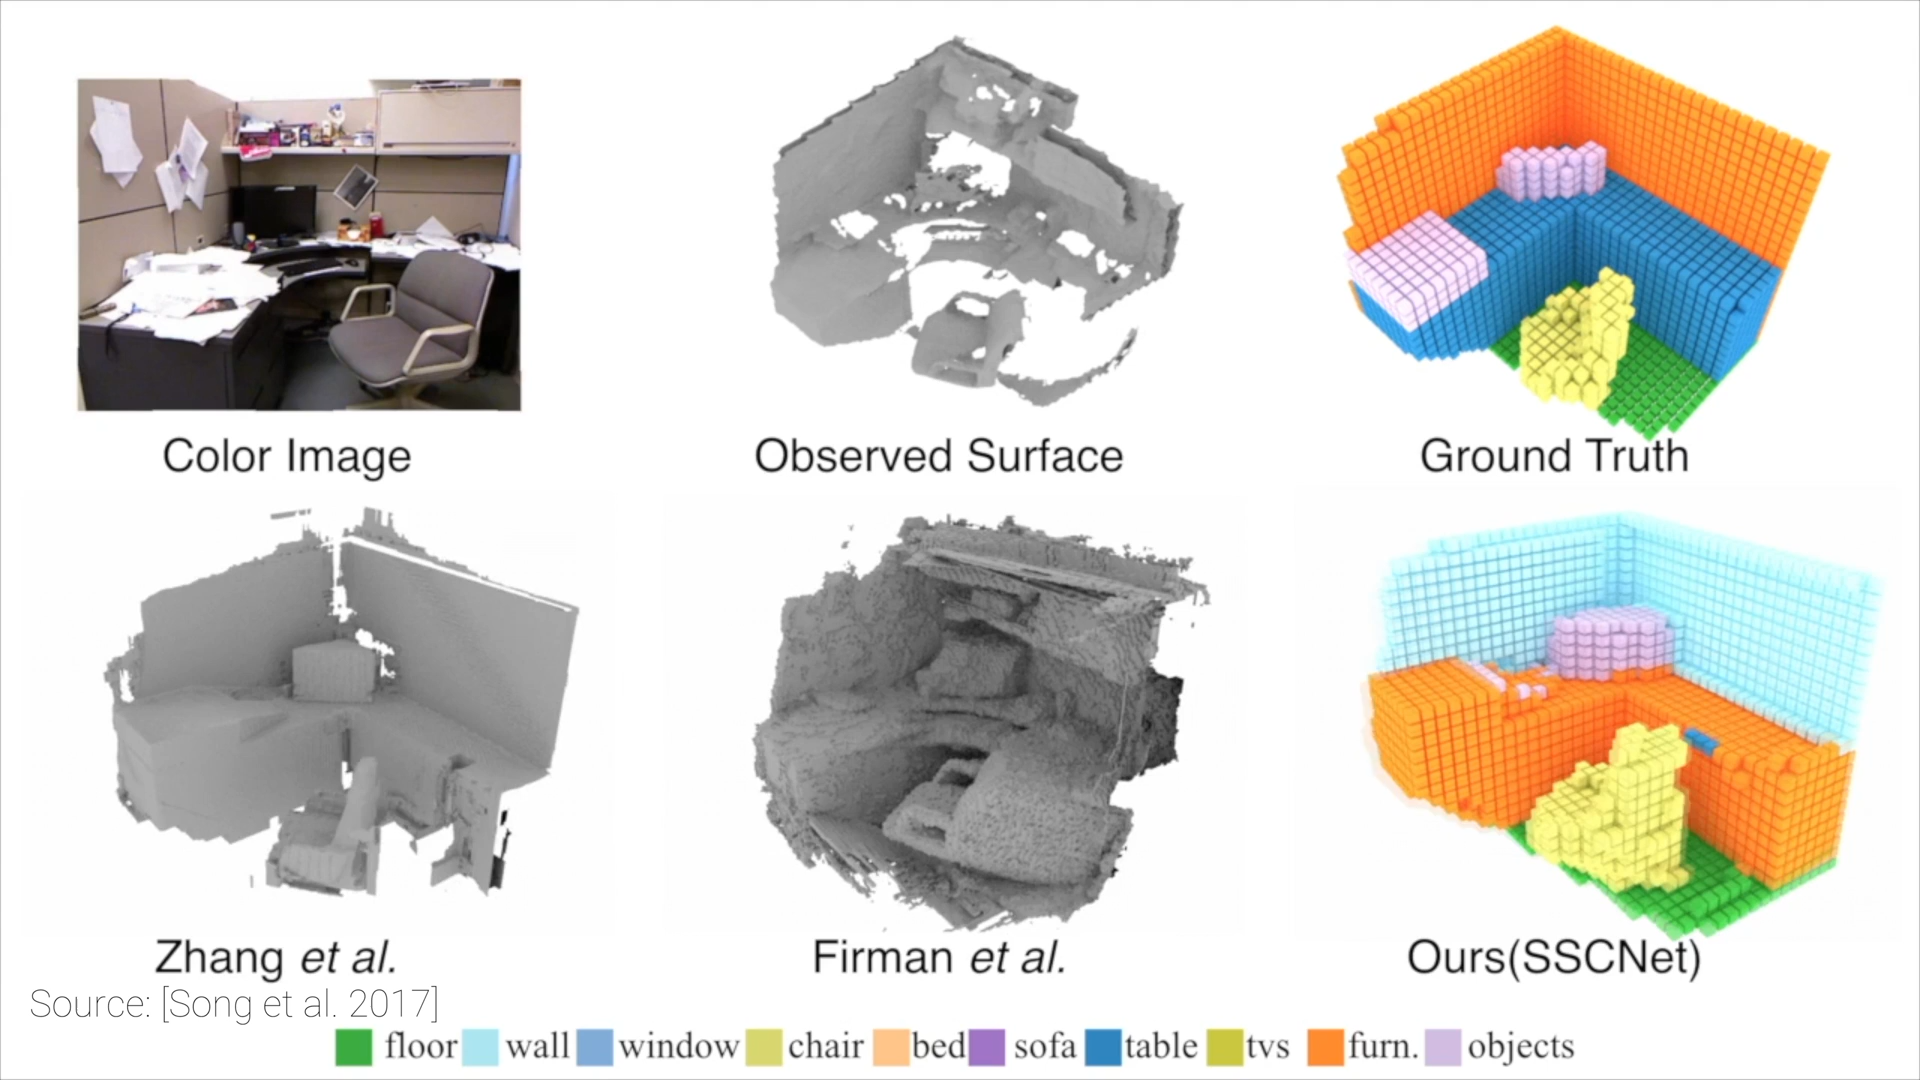 Color Image
Observed Surface
Ground Truth
Zhang et al.
Firman et al.
Ours(SSCNet)
Source: [Song et al. 2017]
floor wall window chair bed sofa table tvs furn. objects